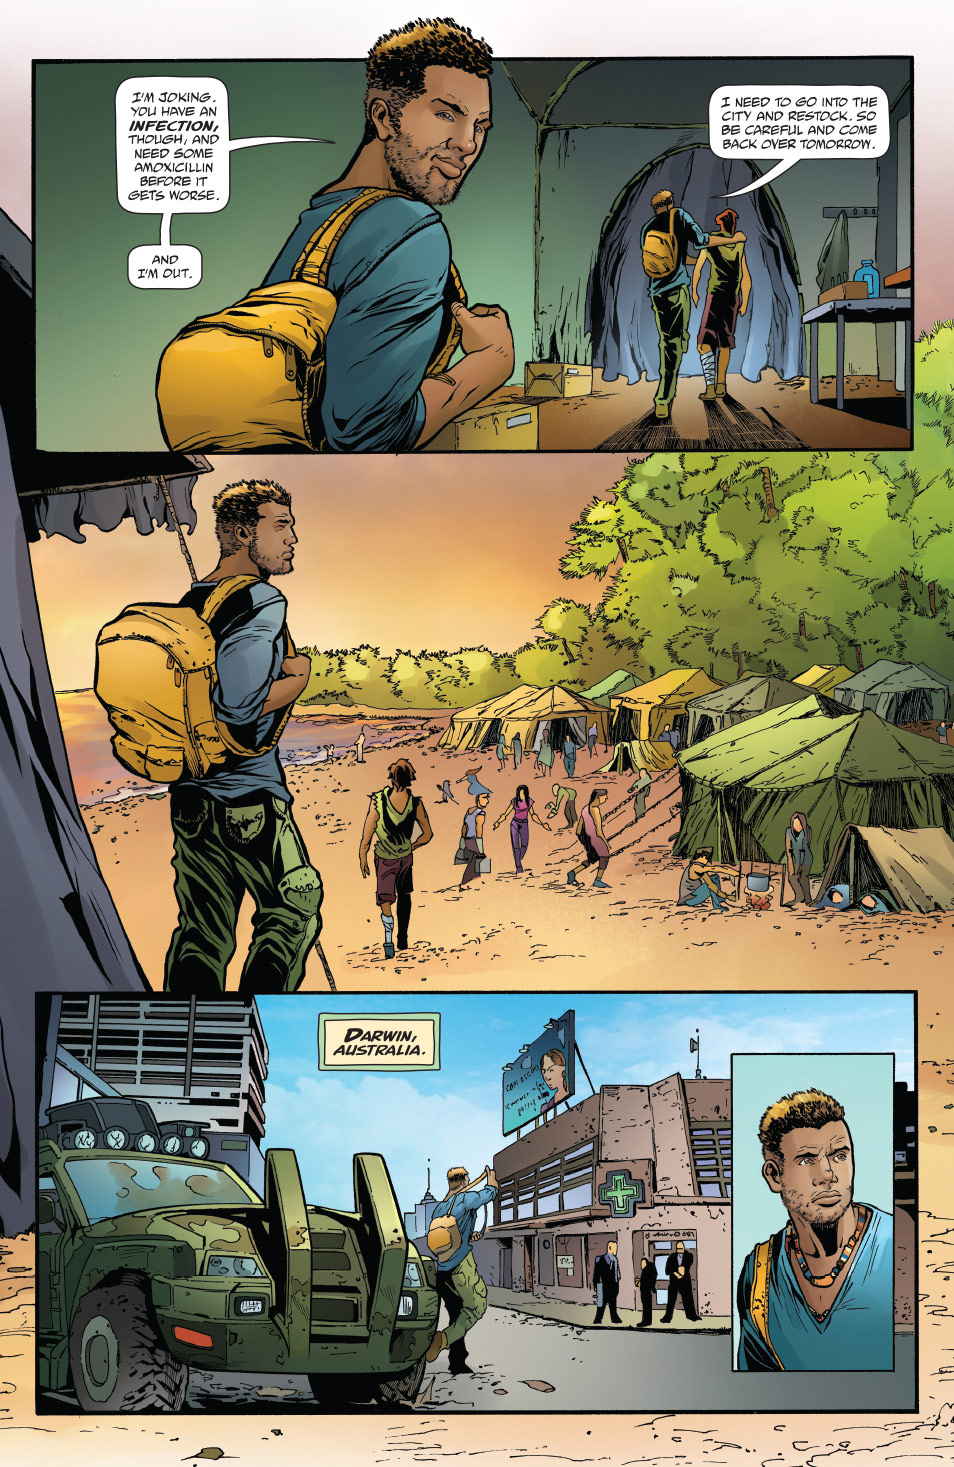 I'M JOKING.
YOU HAVE AN
INFECTION,
THOUGH, AND
NEED SOME
AMOXICILLIN
BEFORE IT
GETS WORSE.
AND
I'M OUT.
I NEED TO GO INTO THE
CITY AND RESTOCK. SO
BE CAREFUL AND COME
BACK OVER TOMORROW.
DARWIN,
AUSTRALIA.